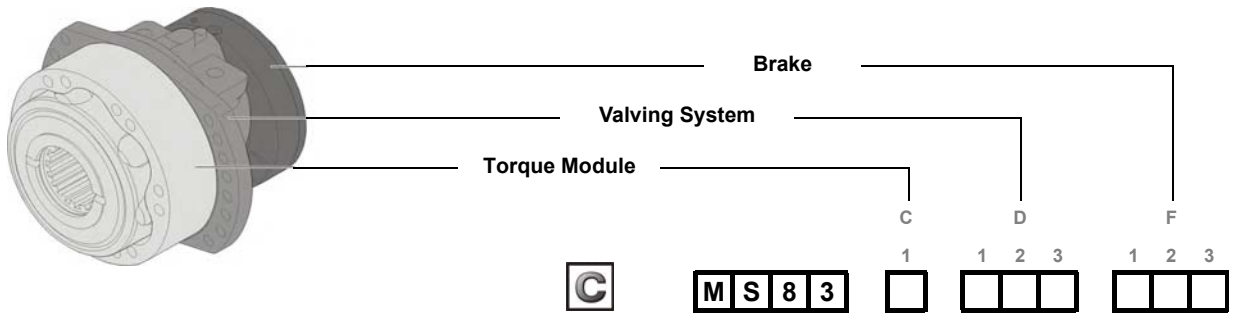 Brake
Valving System
Torque Module
C D F
1 1 2 3 1 2 3
C M S 8 3